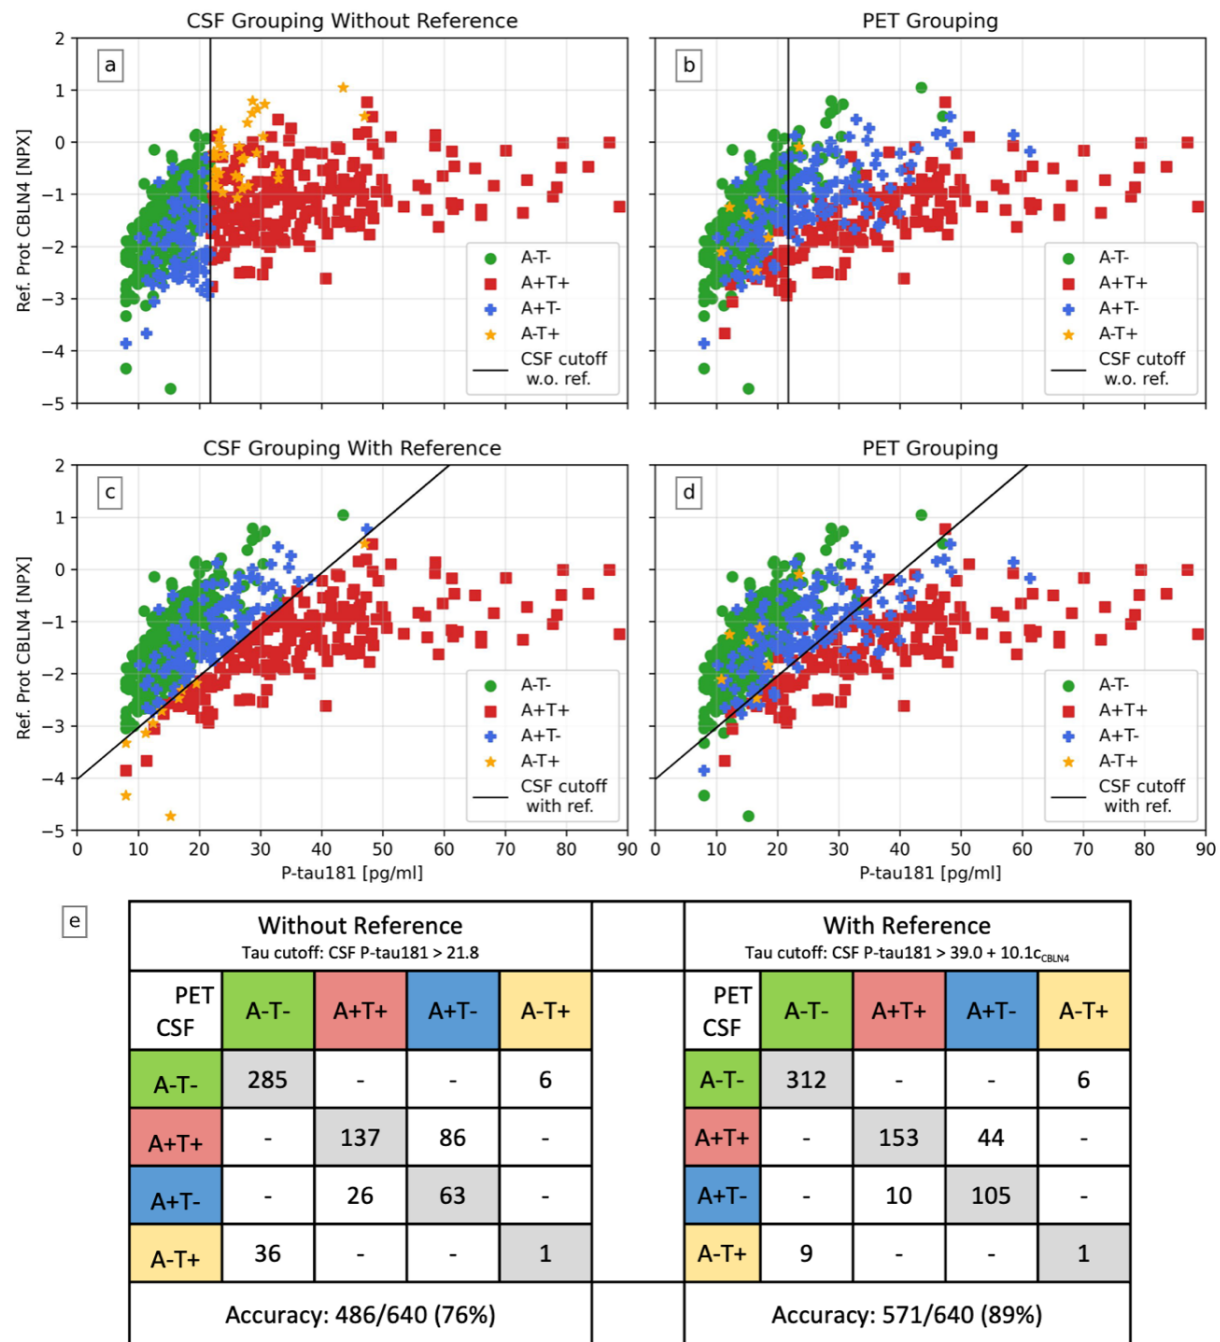 CSF Grouping Without Reference
PET Grouping
a
b
2
1
0
−1
−2
−3
−4
−5
Ref. Prot CBLN4 [NPX]
A-T-
A+T+
A+T-
A-T+
CSF cutoff
w.o. ref.
A-T-
A+T+
A+T-
A-T+
CSF cutoff
w.o. ref.
CSF Grouping With Reference
PET Grouping
c
d
2
1
0
−1
−2
−3
−4
−5
Ref. Prot CBLN4 [NPX]
A-T-
A+T+
A+T-
A-T+
CSF cutoff
with ref.
A-T-
A+T+
A+T-
A-T+
CSF cutoff
with ref.
0 10 20 30 40 50 60 70 80 90
0 10 20 30 40 50 60 70 80 90
P-tau181 [pg/ml]
P-tau181 [pg/ml]
e
Without Reference
Tau cutoff: CSF P-tau181 > 21.8
With Reference
Tau cutoff: CSF P-tau181 > 39.0 + 10.1c_CBLN4
PET
CSF
A-T- A+T+ A+T- A-T+
PET
CSF
A-T- A+T+ A+T- A-T+
A-T- 285 - - 6
A-T- 312 - - 6
A+T+ - 137 86 -
A+T+ - 153 44 -
A+T- - 26 63 -
A+T- - 10 105 -
A-T+ 36 - - 1
A-T+ 9 - - 1
Accuracy: 486/640 (76%)
Accuracy: 571/640 (89%)